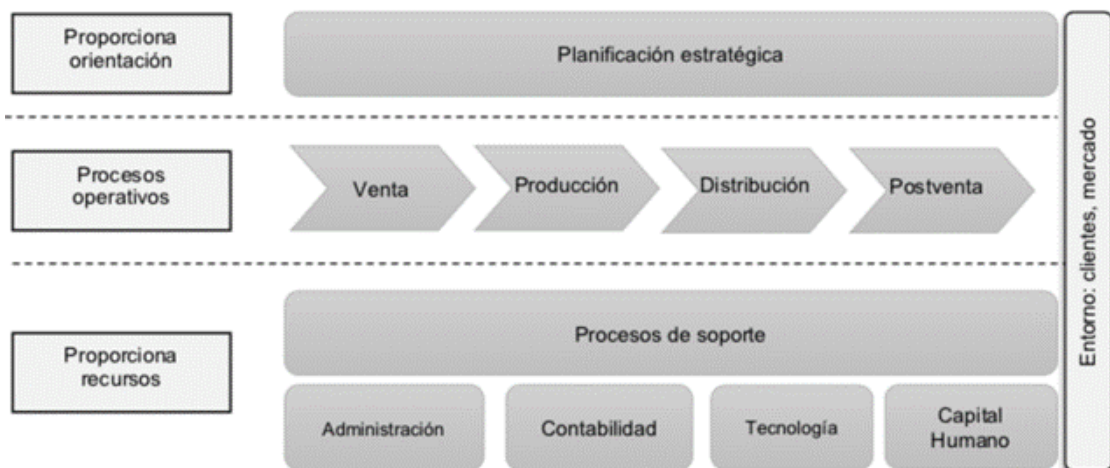 Proporciona
orientación
Planificación estratégica
Procesos
operativos
Venta
Producción
Distribución
Postventa
Proporciona
recursos
Procesos de soporte
Administración
Contabilidad
Tecnología
Capital
Humano
Entorno: clientes, mercado